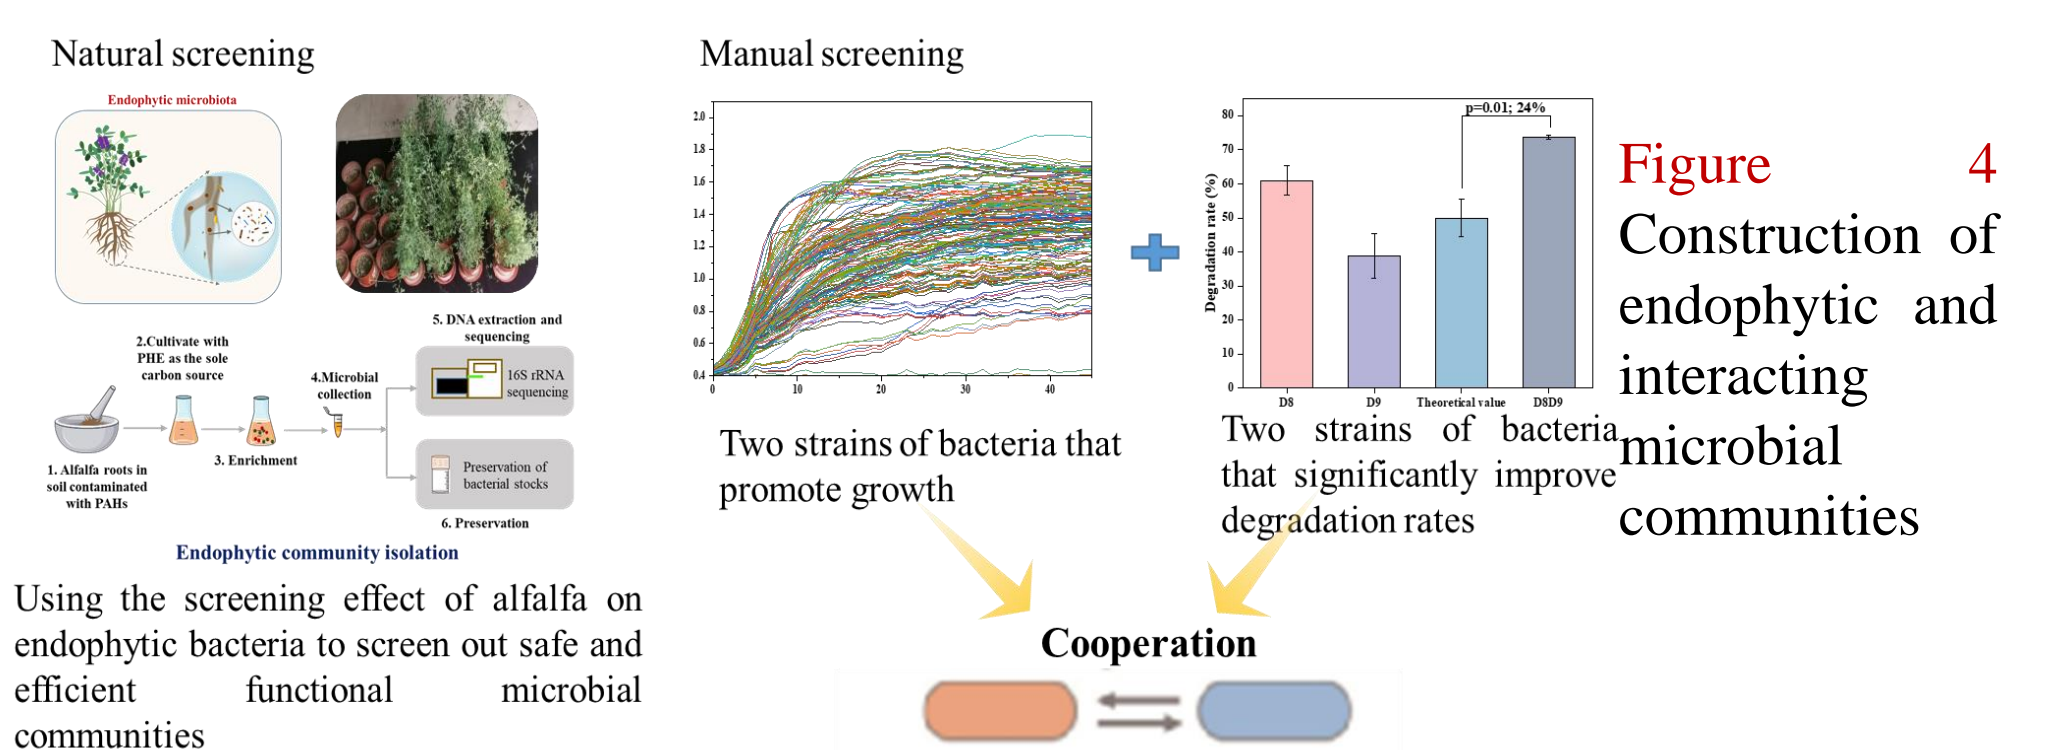 Natural screening
Endophytic microbiota
1. Alfalfa roots in
soil contaminated
with PAHs
2.Cultivate with
PHE as the sole
carbon source
3. Enrichment
4.Microbial
collection
5. DNA extraction and
sequencing
16S rRNA
sequencing
Preservation of
bacterial stocks
6. Preservation
Endophytic community isolation
Using the screening effect of alfalfa on
endophytic bacteria to screen out safe and
efficient functional microbial
communities
Manual screening
2.0
1.8
1.6
1.4
1.2
1.0
0.8
0.6
0.4
0 10 20 30 40
Two strains of bacteria that
promote growth
p=0.01; 24%
Degradation rate (%)
80
70
60
50
40
30
20
10
0
D8 D9 Theoretical value D8D9
Two strains of bacteria
that significantly improve
degradation rates
Cooperation
Figure 4
Construction of
endophytic and
interacting
microbial
communities